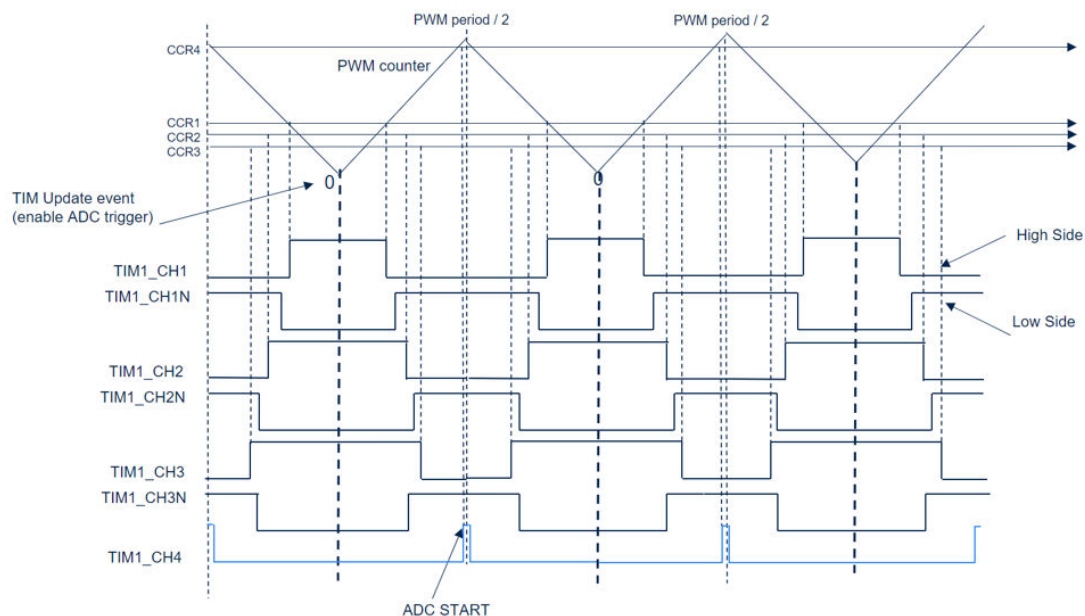 PWM period / 2
PWM period / 2
CCR4
PWM counter
CCR1
CCR2
CCR3
0
0
TIM Update event
(enable ADC trigger)
High Side
TIM1_CH1
TIM1_CH1N
Low Side
TIM1_CH2
TIM1_CH2N
TIM1_CH3
TIM1_CH3N
TIM1_CH4
ADC START